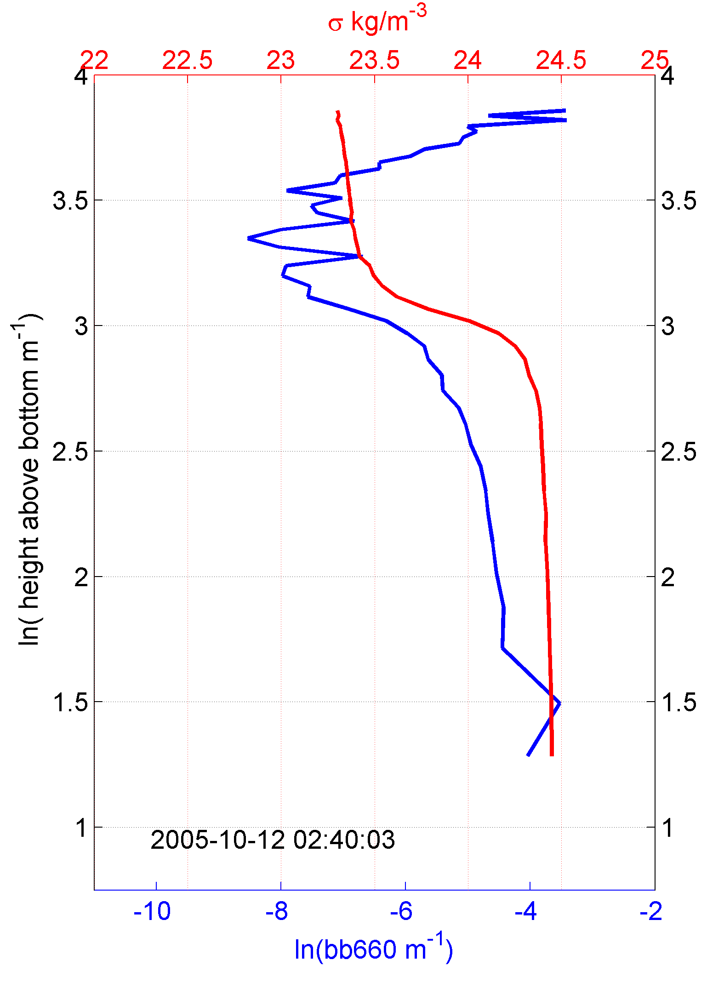 σ kg/m⁻³
22 22.5 23 23.5 24 24.5 25
4 4
3.5 3.5
3 3
2.5 2.5
2 2
1.5 1.5
1 1
ln( height above bottom m⁻¹)
2005-10-12 02:40:03
-10 -8 -6 -4 -2
ln(bb660 m⁻¹)